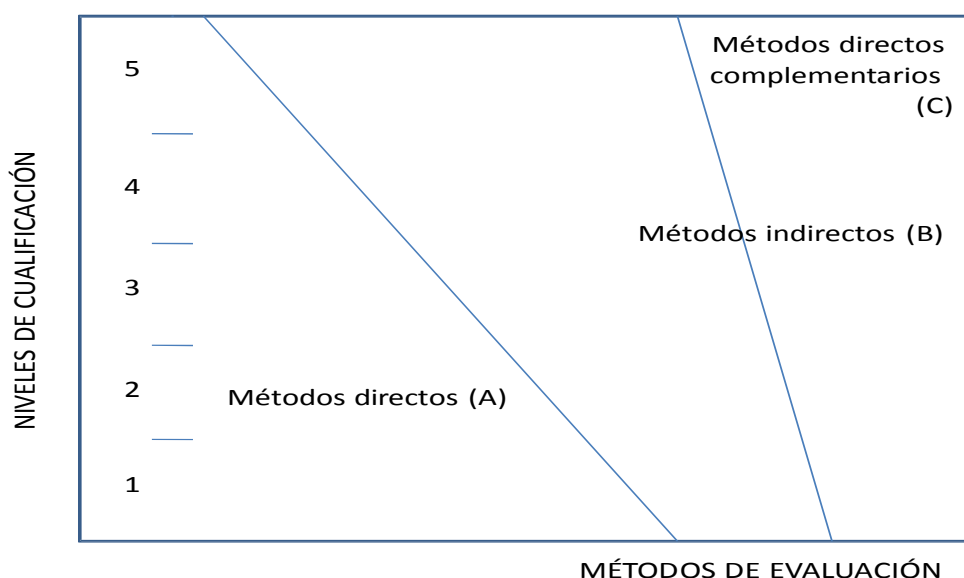 NIVELES DE CUALIFICACIÓN
5
4
3
2
1
Métodos directos
complementarios
(C)
Métodos indirectos (B)
Métodos directos (A)
MÉTODOS DE EVALUACIÓN